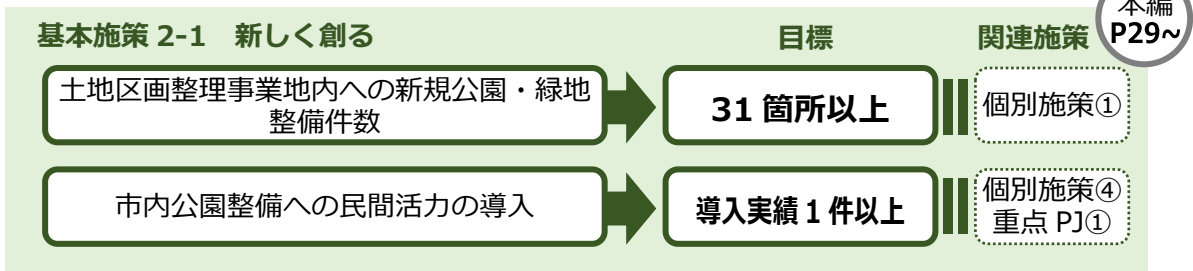 本編
P29~
基本施策 2-1 新しく創る
目標
関連施策
土地区画整理事業地内への新規公園・緑地
整備件数
31 箇所以上
個別施策①
市内公園整備への民間活力の導入
導入実績 1 件以上
個別施策④
重点 PJ①